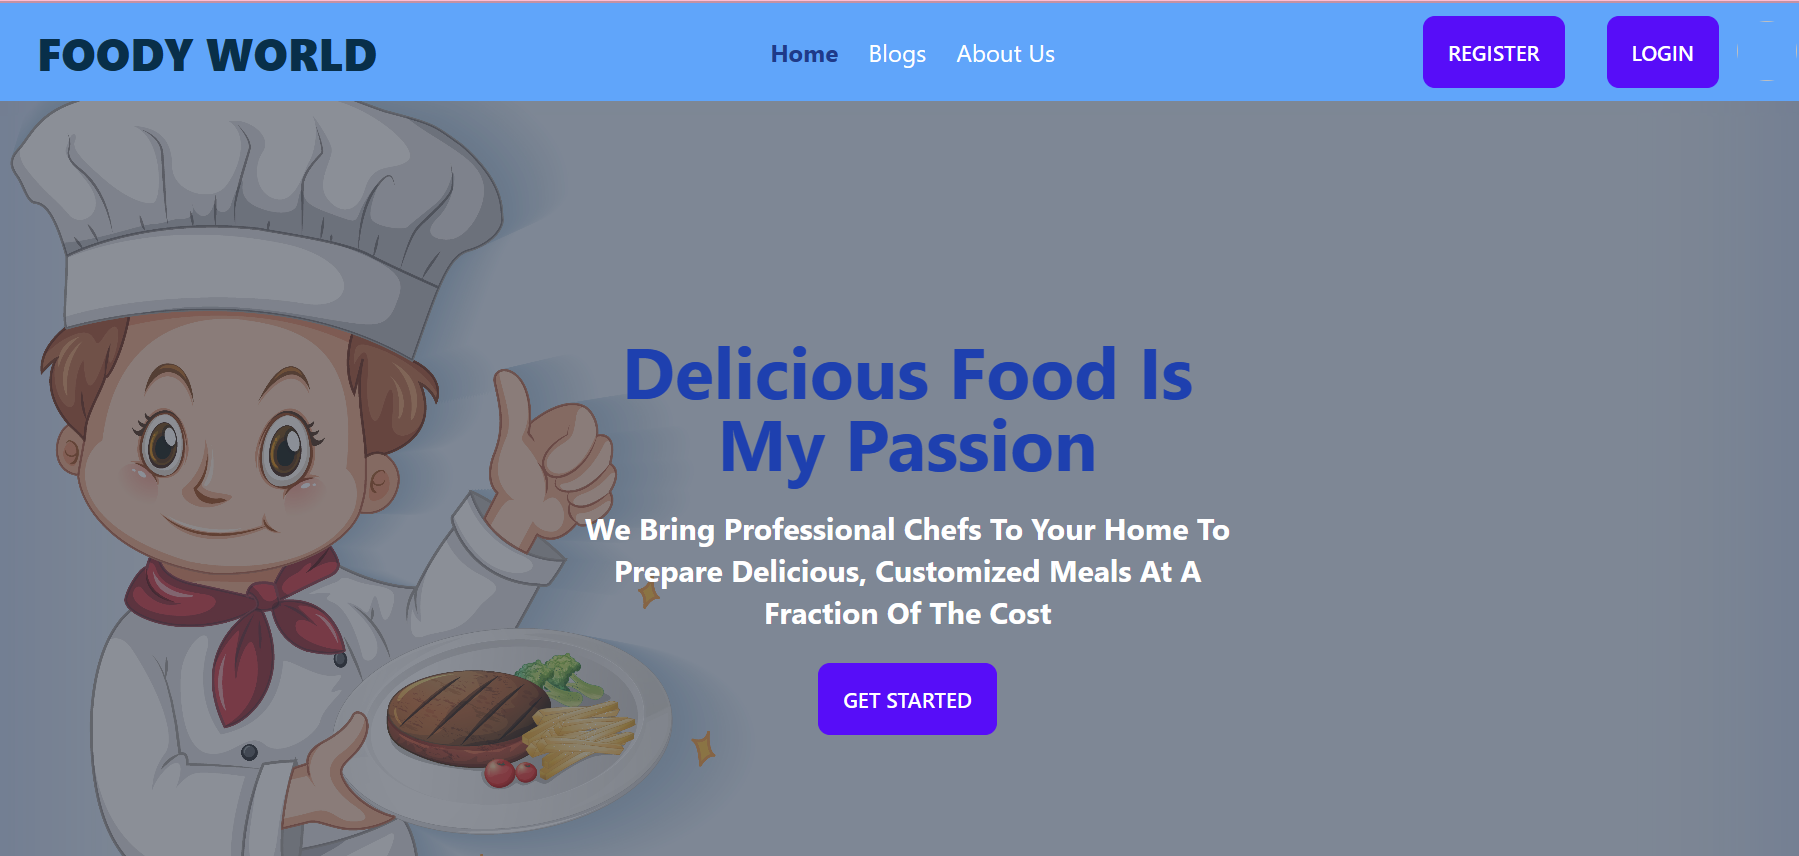 FOODY WORLD
Home Blogs About Us
REGISTER LOGIN
Delicious Food Is
My Passion
We Bring Professional Chefs To Your Home To
Prepare Delicious, Customized Meals At A
Fraction Of The Cost
GET STARTED